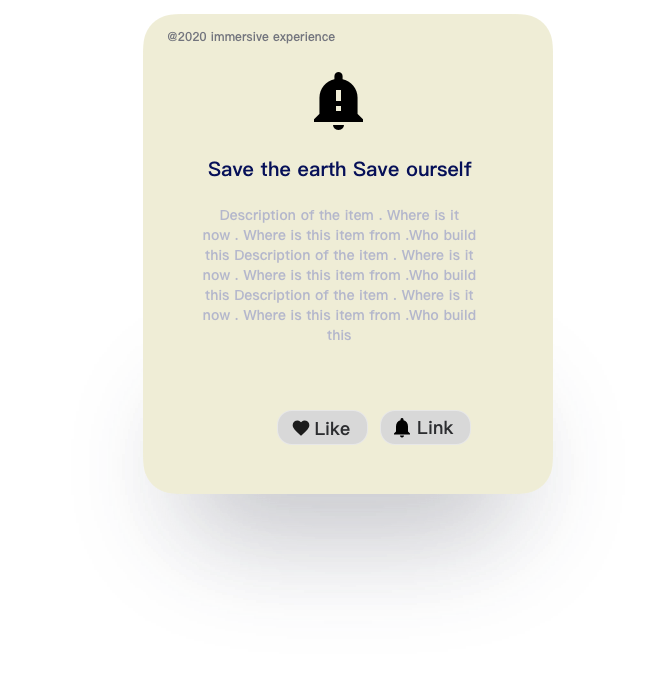 @2020 immersive experience
Save the earth Save ourself
Description of the item . Where is it
now . Where is this item from .Who build
this Description of the item . Where is it
now . Where is this item from .Who build
this Description of the item . Where is it
now . Where is this item from .Who build
this
Like
Link